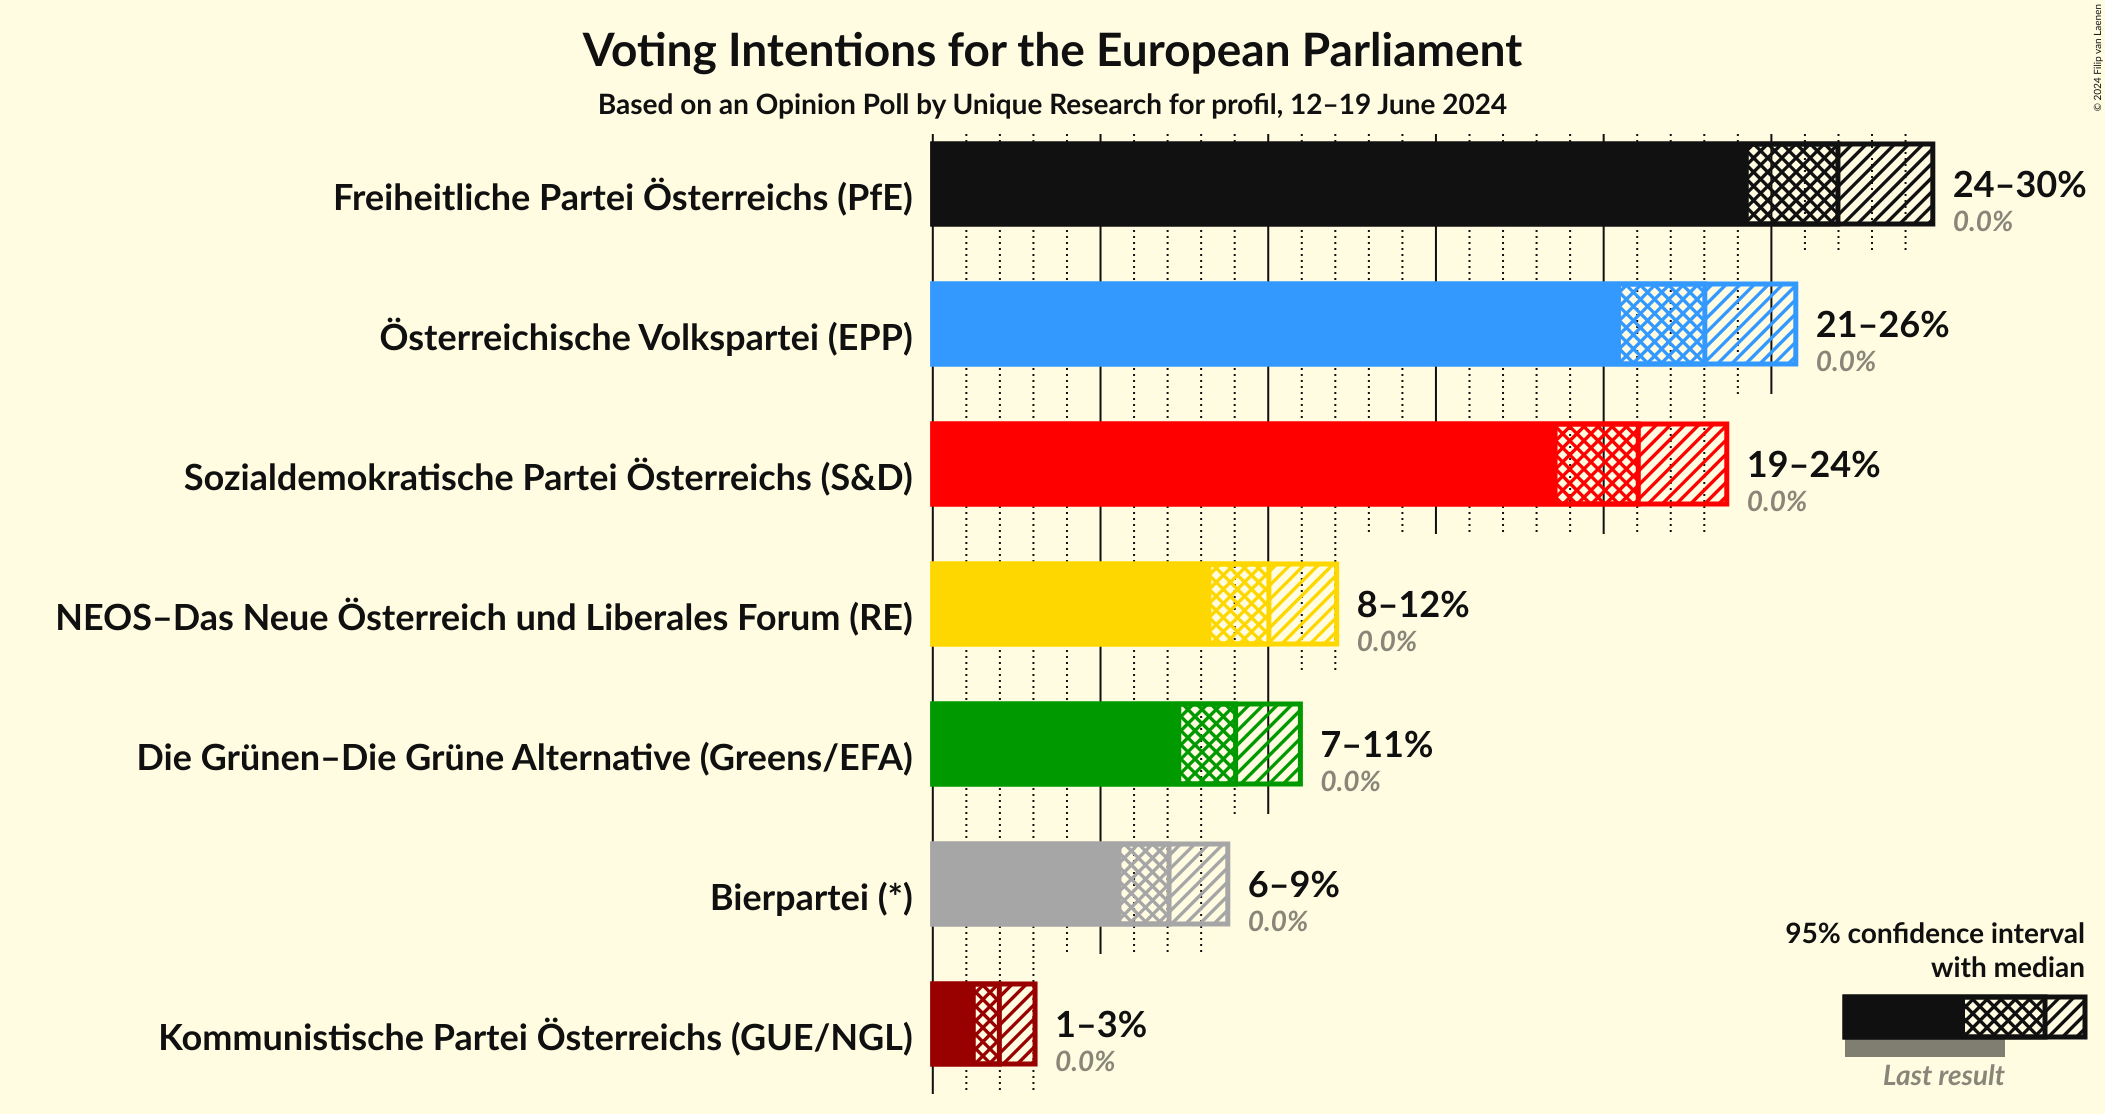 Voting Intentions for the European Parliament
Based on an Opinion Poll by Unique Research for profil, 12–19 June 2024
© 2024 Filip van Laenen
Freiheitliche Partei Österreichs (PfE)
24–30%
0.0%
Österreichische Volkspartei (EPP)
21–26%
0.0%
Sozialdemokratische Partei Österreichs (S&D)
19–24%
0.0%
NEOS–Das Neue Österreich und Liberales Forum (RE)
8–12%
0.0%
Die Grünen–Die Grüne Alternative (Greens/EFA)
7–11%
0.0%
Bierpartei (*)
6–9%
0.0%
Kommunistische Partei Österreichs (GUE/NGL)
1–3%
0.0%
95% confidence interval
with median
Last result